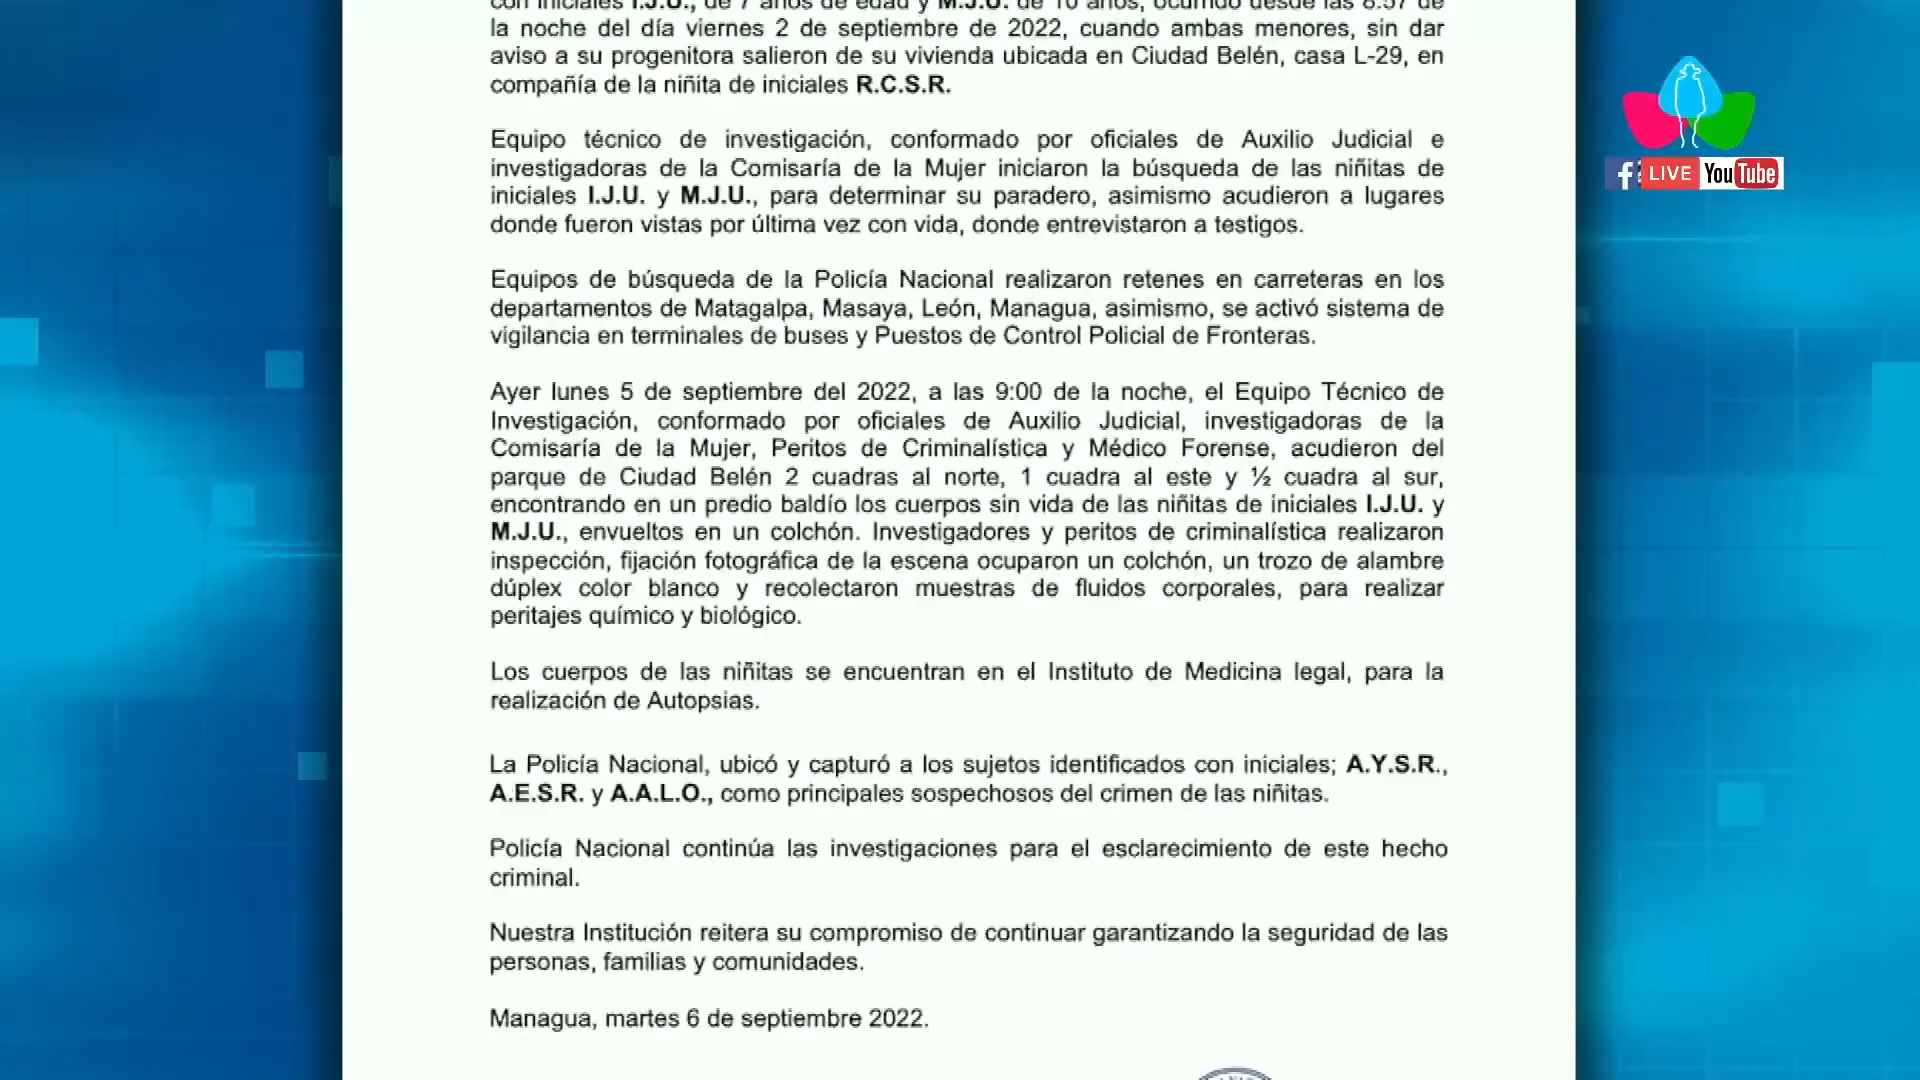 con iniciales I.J.U., de 7 años de edad y M.J.U. de 10 años, ocurrido desde las 8:57 de
la noche del día viernes 2 de septiembre de 2022, cuando ambas menores, sin dar
aviso a su progenitora salieron de su vivienda ubicada en Ciudad Belén, casa L-29, en
compañía de la niñita de iniciales R.C.S.R.
Equipo técnico de investigación, conformado por oficiales de Auxilio Judicial e
investigadoras de la Comisaría de la Mujer iniciaron la búsqueda de las niñitas de
iniciales I.J.U. y M.J.U., para determinar su paradero, asimismo acudieron a lugares
donde fueron vistas por última vez con vida, donde entrevistaron a testigos.
Equipos de búsqueda de la Policía Nacional realizaron retenes en carreteras en los
departamentos de Matagalpa, Masaya, León, Managua, asimismo, se activó sistema de
vigilancia en terminales de buses y Puestos de Control Policial de Fronteras.
Ayer lunes 5 de septiembre del 2022, a las 9:00 de la noche, el Equipo Técnico de
Investigación, conformado por oficiales de Auxilio Judicial, investigadoras de la
Comisaría de la Mujer, Peritos de Criminalística y Médico Forense, acudieron del
parque de Ciudad Belén 2 cuadras al norte, 1 cuadra al este y ½ cuadra al sur,
encontrando en un predio baldío los cuerpos sin vida de las niñitas de iniciales I.J.U. y
M.J.U., envueltos en un colchón. Investigadores y peritos de criminalística realizaron
inspección, fijación fotográfica de la escena ocuparon un colchón, un trozo de alambre
dúplex color blanco y recolectaron muestras de fluidos corporales, para realizar
peritajes químico y biológico.
Los cuerpos de las niñitas se encuentran en el Instituto de Medicina legal, para la
realización de Autopsias.
La Policía Nacional, ubicó y capturó a los sujetos identificados con iniciales; A.Y.S.R.,
A.E.S.R. y A.A.L.O., como principales sospechosos del crimen de las niñitas.
Policía Nacional continúa las investigaciones para el esclarecimiento de este hecho
criminal.
Nuestra Institución reitera su compromiso de continuar garantizando la seguridad de las
personas, familias y comunidades.
Managua, martes 6 de septiembre 2022.
f LIVE YouTube